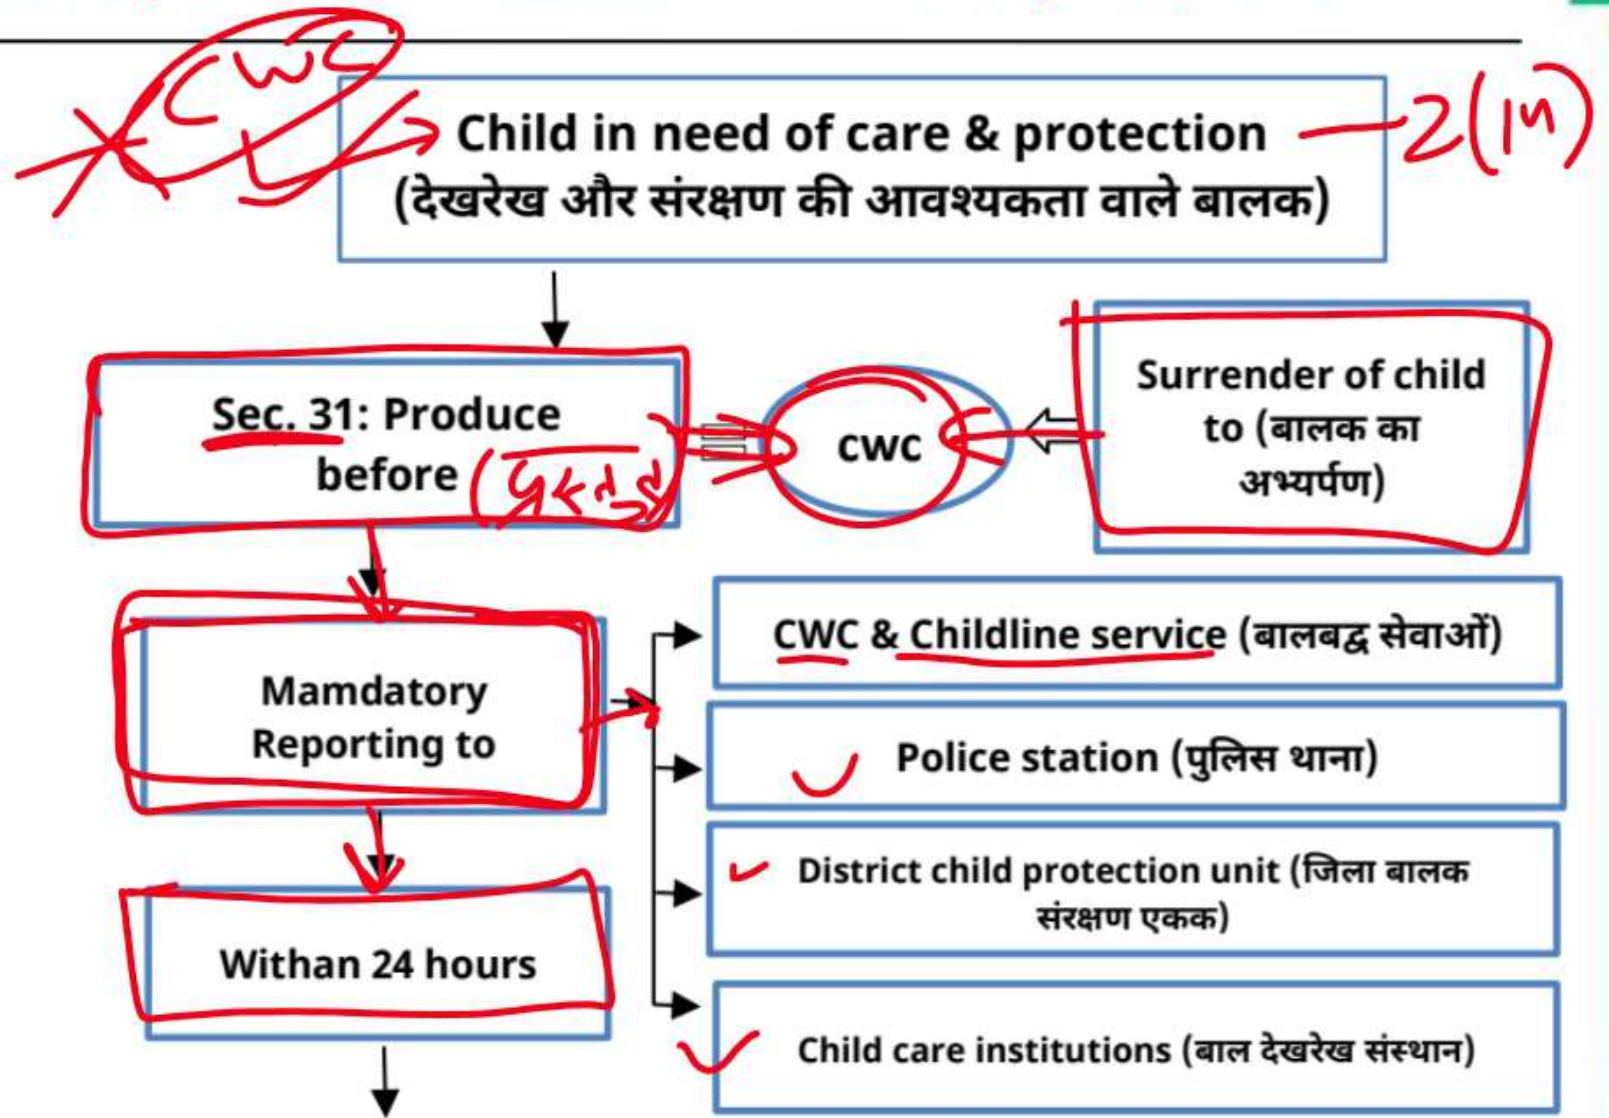 CWC
Child in need of care & protection
2(14)
(देखरेख और संरक्षण की आवश्यकता वाले बालक)
Sec. 31: Produce
before
cwc
Surrender of child
to (बालक का
अभ्यर्पण)
Mamdatory
Reporting to
CWC & Childline service (बालबद्व सेवाओं)
Police station (पुलिस थाना)
District child protection unit (जिला बालक
संरक्षण एकक)
Withan 24 hours
Child care institutions (बाल देखरेख संस्थान)